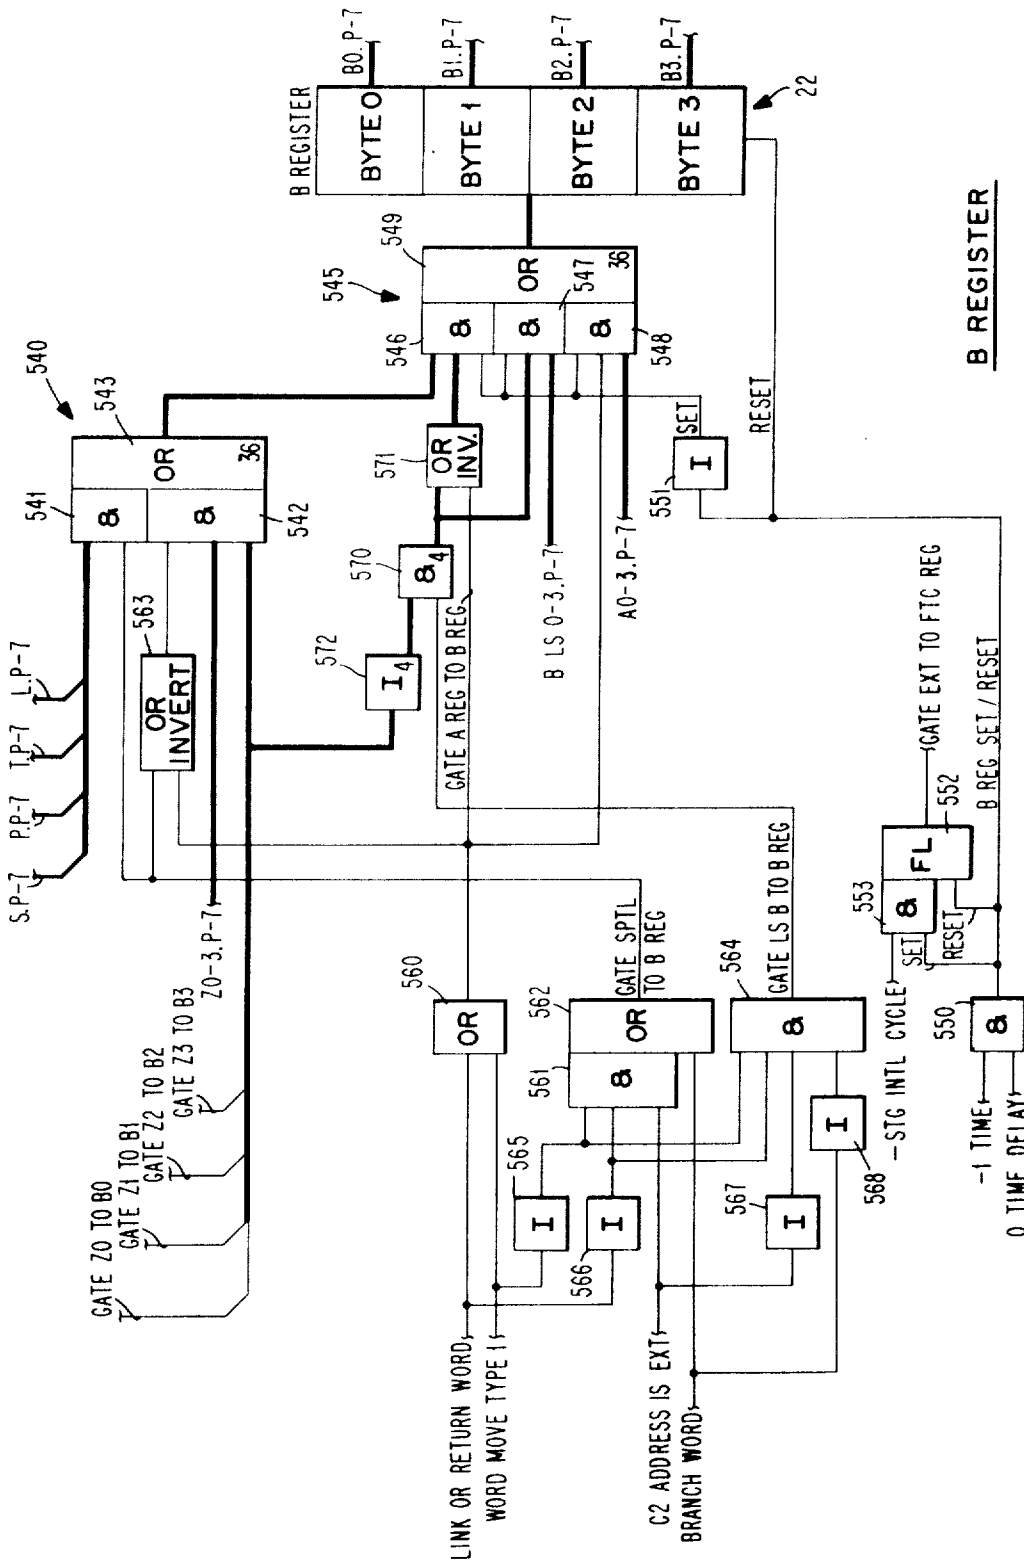 S.P-7
P.P-7
T.P-7
L.P-7
540
541
&
543
OR
36
&
542
563
OR
INVERT
Z0-3.P-7
GATE Z0 TO B0
GATE Z1 TO B1
GATE Z2 TO B2
GATE Z3 TO B3
572
I 4
570
& 4
571
OR
INV.
545
546
&
549
OR
36
&
547
&
548
B REGISTER
BYTE 0
BYTE 1
BYTE 2
BYTE 3
B0.P-7
B1.P-7
B2.P-7
B3.P-7
22
GATE A REG TO B REG
B LS 0-3.P-7
A0-3.P-7
551
I
SET
RESET
LINK OR RETURN WORD
WORD MOVE TYPE 1
C2 ADDRESS IS EXT
BRANCH WORD
560
OR
565
I
566
I
567
I
568
I
561
&
562
OR
GATE SPTL
TO B REG
564
&
GATE LS B TO B REG
-STG INTL CYCLE
SET
RESET
553
&
FL
552
GATE EXT TO FTC REG
B REG SET / RESET
-1 TIME
0 TIME DELAY
550
&
B REGISTER